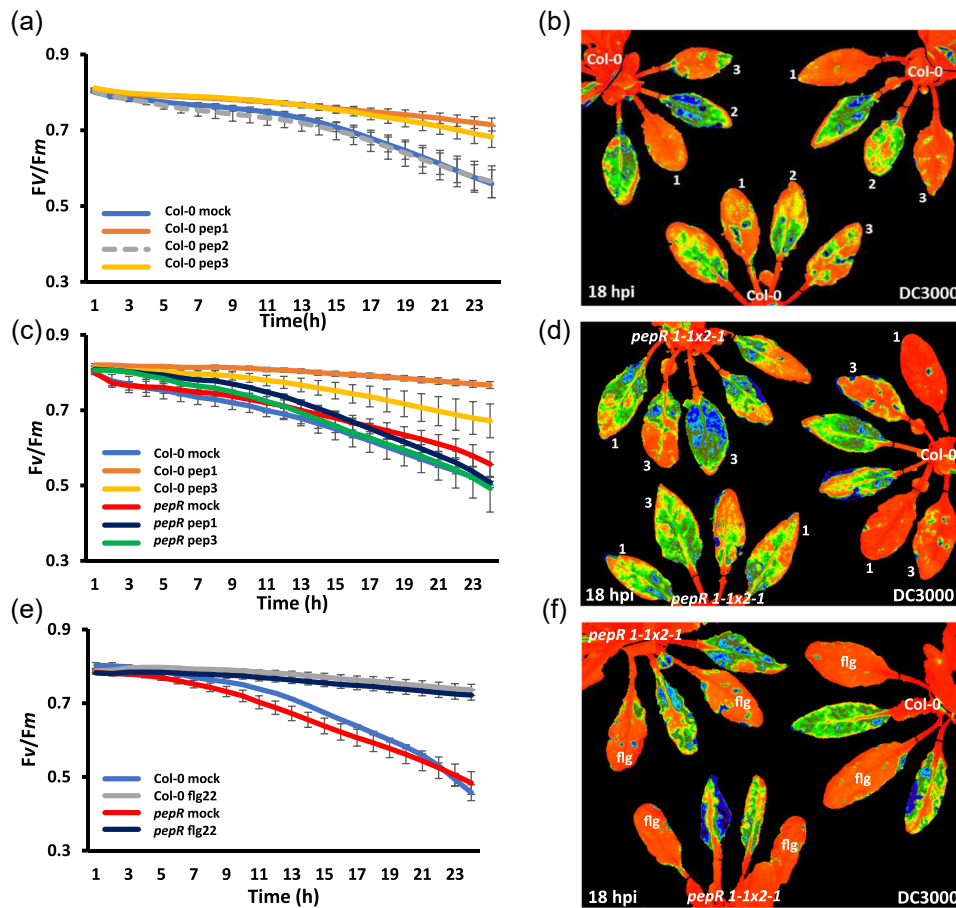 (a)
0.9
0.7
0.5
0.3
FV/Fm
Col-0 mock
Col-0 pep1
Col-0 pep2
Col-0 pep3
1 3 5 7 9 11 13 15 17 19 21 23
Time(h)
(b)
Col-0
3
2
1
1
Col-0
2
3
1
2
3
Col-0
18 hpi
DC3000
(c)
0.9
0.7
0.5
0.3
Fv/Fm
Col-0 mock
Col-0 pep1
Col-0 pep3
pepR mock
pepR pep1
pepR pep3
1 3 5 7 9 11 13 15 17 19 21 23
Time (h)
(d)
pepR 1-1x2-1
1
3
3
1
3
Col-0
1
3
3
1
1
pepR 1-1x2-1
18 hpi
DC3000
(e)
0.9
0.7
0.5
0.3
Fv/Fm
Col-0 mock
Col-0 flg22
pepR mock
pepR flg22
1 3 5 7 9 11 13 15 17 19 21 23
Time (h)
(f)
pepR 1-1x2-1
flg
flg
flg
Col-0
flg
flg
flg
pepR 1-1x2-1
18 hpi
DC3000